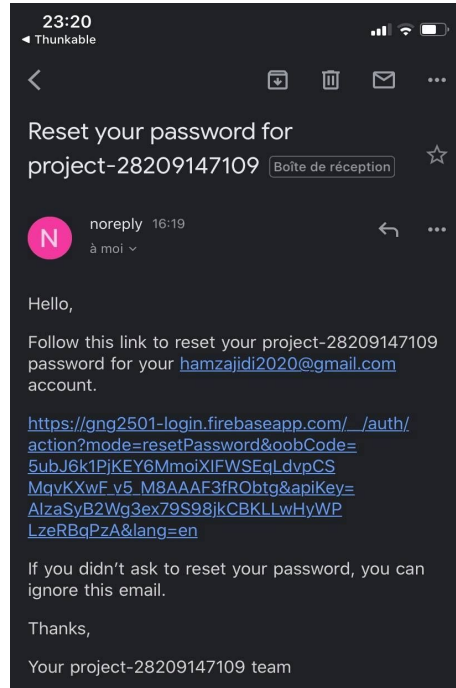 23:20
◄ Thunkable
Reset your password for
project-28209147109 Boîte de réception
N
noreply 16:19
à moi
Hello,
Follow this link to reset your project-28209147109
password for your hamzajidi2020@gmail.com
account.
https://gng2501-login.firebaseapp.com/__/auth/
action?mode=resetPassword&oobCode=
5ubJ6k1PjKEY6MmoiXIFWSEqLdvpCS
MqvKXwF_v5_M8AAAF3fRObtg&apiKey=
AIzaSyB2Wg3ex79S98jkCBKLLwHyWP
LzeRBqPzA&lang=en
If you didn't ask to reset your password, you can
ignore this email.
Thanks,
Your project-28209147109 team